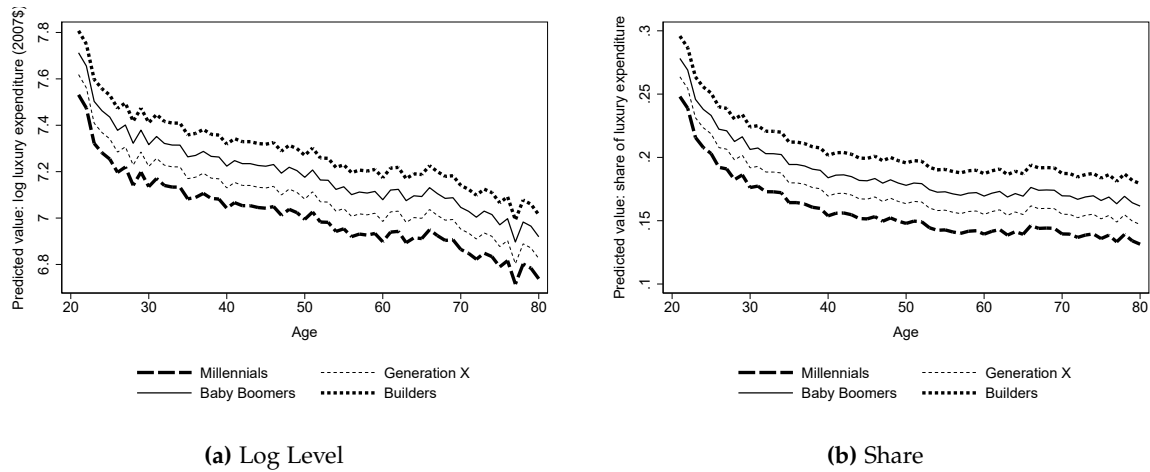 Predicted value: log luxury expenditure (2007$)
7.8
7.6
7.4
7.2
7
6.8
20 30 40 50 60 70 80
Age
Millennials Generation X
Baby Boomers Builders
(a) Log Level
Predicted value: share of luxury expenditure
.3
.25
.2
.15
.1
20 30 40 50 60 70 80
Age
Millennials Generation X
Baby Boomers Builders
(b) Share